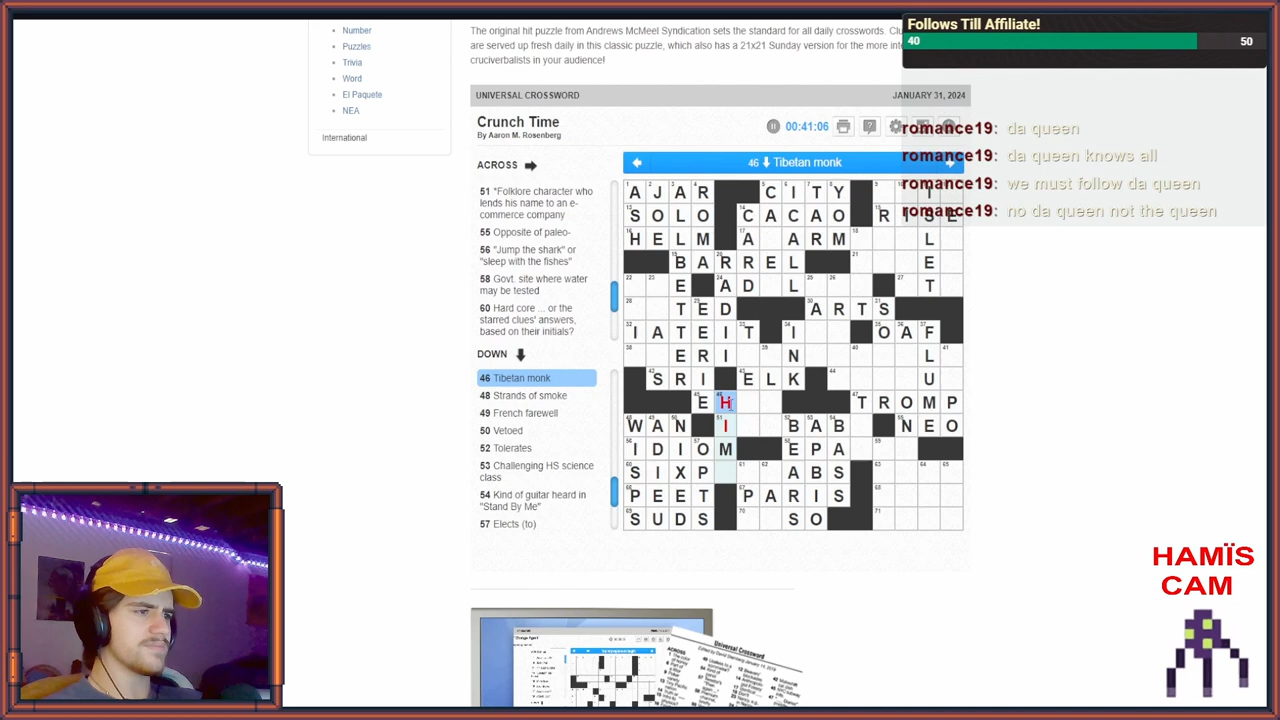 Number
Puzzles
Trivia
Word
El Paquete
NEA
International
The original hit puzzle from Andrews McMeel Syndication sets the standard for all daily crosswords.
are served up fresh daily in this classic puzzle, which also has a 21x21 Sunday version for the more
cruciverbalists in your audience!
Follows Till Affiliate!
40
50
UNIVERSAL CROSSWORD
JANUARY 31, 2024
Crunch Time
By Aaron M. Rosenberg
00:41:06
romance19: da queen
romance19: da queen knows all
romance19: we must follow da queen
romance19: no da queen not the queen
ACROSS
46 Tibetan monk
51 *Folklore character who
lends his name to an e-
commerce company
55 Opposite of paleo-
56 "Jump the shark" or
"sleep with the fishes"
58 Govt. site where water
may be tested
60 Hard core ... or the
starred clues' answers,
based on their initials?
DOWN
46 Tibetan monk
48 Strands of smoke
49 French farewell
50 Vetoed
52 Tolerates
53 Challenging HS science
class
54 Kind of guitar heard in
"Stand By Me"
57 Elects (to)
A J A R C I T Y
S O L O C A C A O R I S E
H E L M A A R M L
B A R R E L E
E A D L T
T E D A R T S
I A T E I T I O A F
E R I N L
S R I E L K U
E H T R O M P
W A N I B A B N E O
I D I O M E P A
S I X P A B S
P E E T P A R I S
S U D S S O
HAMÏS
CAM